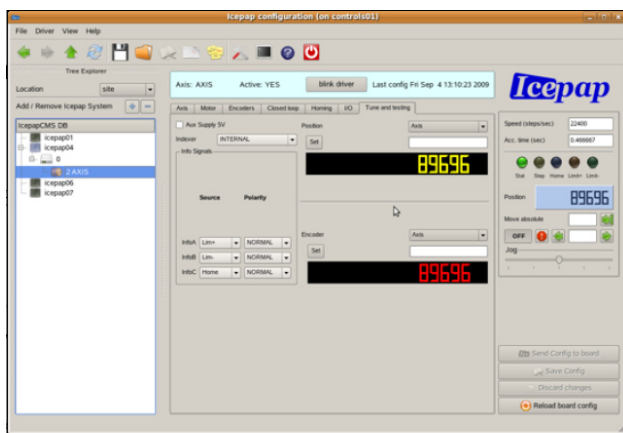 Icepap configuration (on controls01)
File Driver View Help
Tree Explorer
Location site
Add / Remove Icepap System
IcepapCMS DB
icepap01
icepap04
0
2 AXIS
icepap06
icepap07
Axis: AXIS Active: YES blink driver Last config Fri Sep 4 13:10:23 2009
Axis Motor Encoders Closed loop Homing I/O Tune and testing
Aux Supply 5V
Indexer INTERNAL
Info Signals
Source Polarity
InfoA Lim+ NORMAL
InfoB Lim- NORMAL
InfoC Home NORMAL
Position Axis
Set
89696
Encoder Axis
Set
89696
Icepap
Speed (steps/sec) 22400
Acc. time (sec) 0.466667
Stat Step Home Lim+ Lim-
Position 89696
Move absolute
OFF
Jog
Send Config to board
Save Config
Discard changes
Reload board config